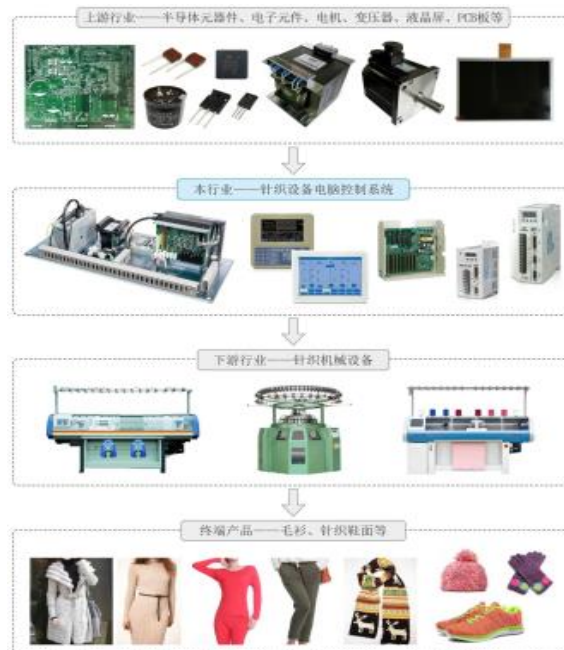 上游行业——半导体元器件、电子元件、电机、变压器、液晶屏、PCB板等
本行业——针织设备电脑控制系统
下游行业——针织机械设备
终端产品——毛衫、针织鞋面等